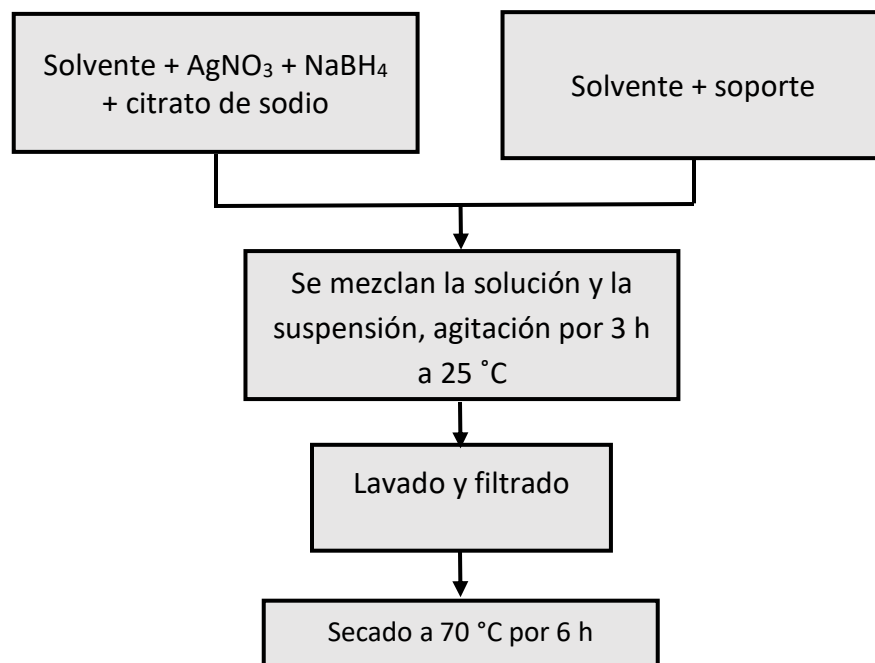 Solvente + AgNO₃ + NaBH₄
+ citrato de sodio
Solvente + soporte
Se mezclan la solución y la
suspensión, agitación por 3 h
a 25 ˚C
Lavado y filtrado
Secado a 70 °C por 6 h